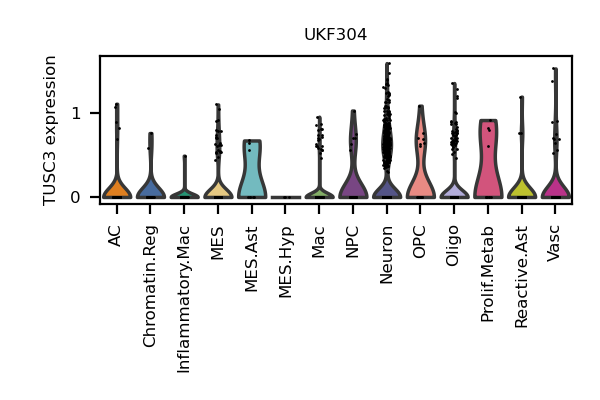 UKF304
TUSC3 expression
1
0
AC
Chromatin.Reg
Inflammatory.Mac
MES
MES.Ast
MES.Hyp
Mac
NPC
Neuron
OPC
Oligo
Prolif.Metab
Reactive.Ast
Vasc